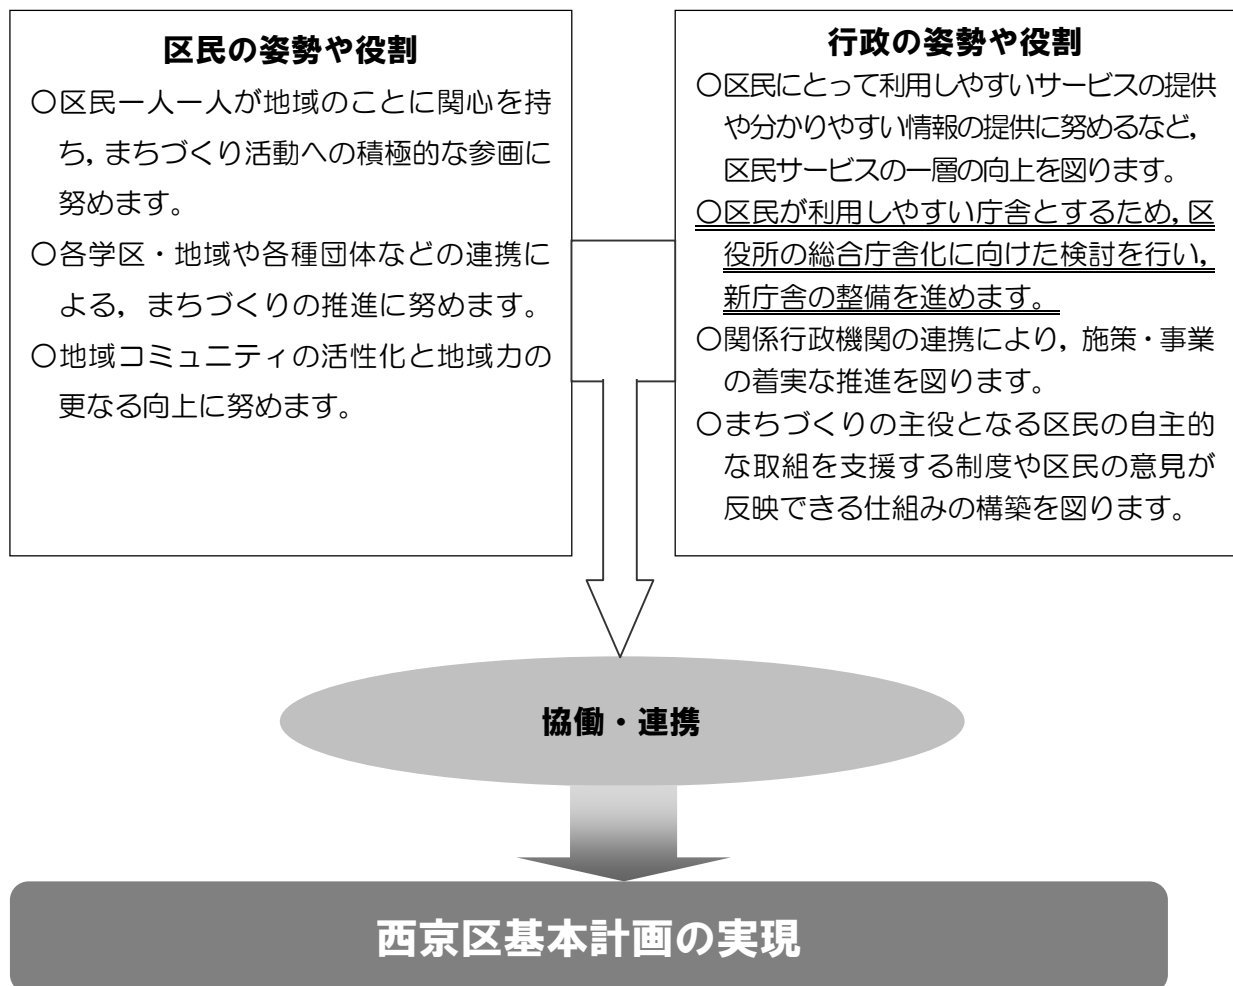 区民の姿勢や役割
〇区民一人一人が地域のことに関心を持
ち，まちづくり活動への積極的な参画に
努めます。
〇各学区・地域や各種団体などの連携に
よる，まちづくりの推進に努めます。
〇地域コミュニティの活性化と地域力の
更なる向上に努めます。
行政の姿勢や役割
〇区民にとって利用しやすいサービスの提供
や分かりやすい情報の提供に努めるなど，
区民サービスの一層の向上を図ります。
〇区民が利用しやすい庁舎とするため，区
役所の総合庁舎化に向けた検討を行い，
新庁舎の整備を進めます。
〇関係行政機関の連携により，施策・事業
の着実な推進を図ります。
〇まちづくりの主役となる区民の自主的
な取組を支援する制度や区民の意見が
反映できる仕組みの構築を図ります。
協働・連携
西京区基本計画の実現